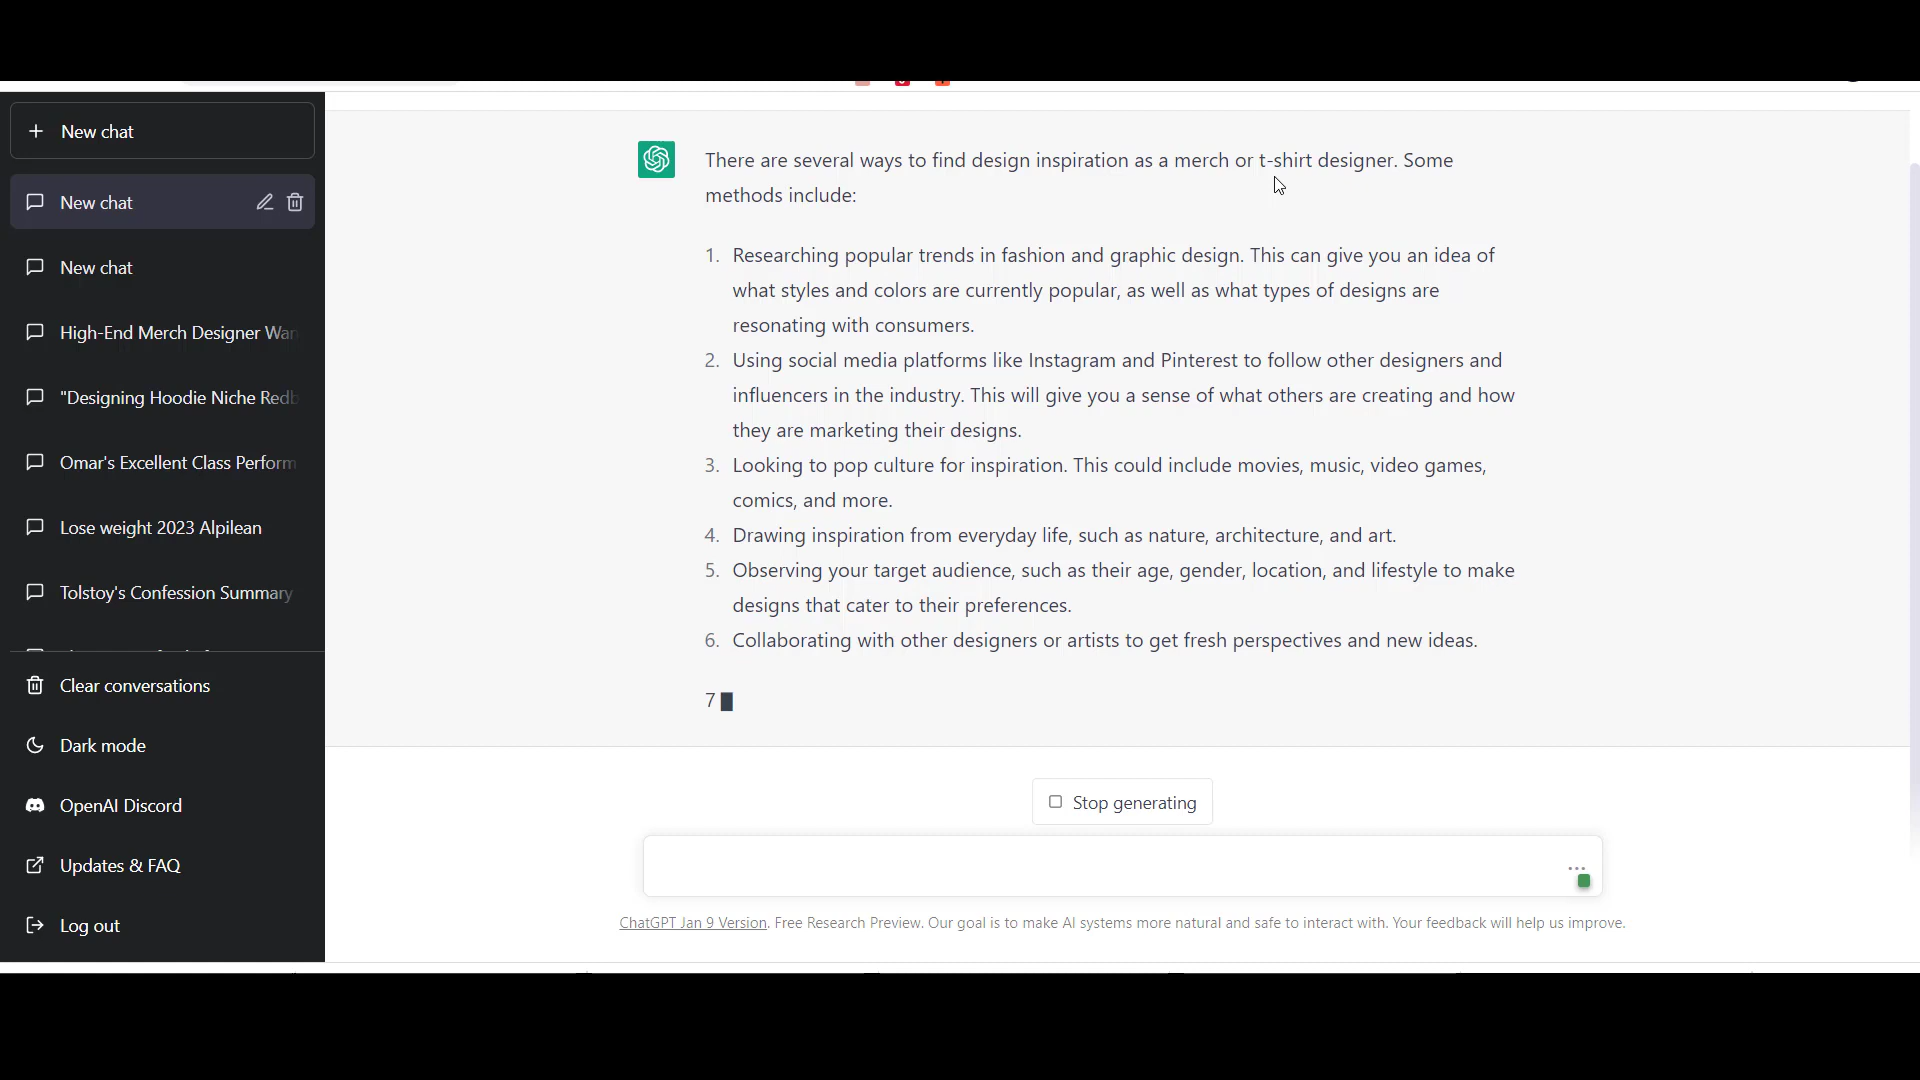 New chat
New chat
New chat
High-End Merch Designer Wan
"Designing Hoodie Niche Redb
Omar's Excellent Class Perform
Lose weight 2023 Alpilean
Tolstoy's Confession Summary
Clear conversations
Dark mode
OpenAI Discord
Updates & FAQ
Log out
There are several ways to find design inspiration as a merch or t-shirt designer. Some
methods include:
1. Researching popular trends in fashion and graphic design. This can give you an idea of
what styles and colors are currently popular, as well as what types of designs are
resonating with consumers.
2. Using social media platforms like Instagram and Pinterest to follow other designers and
influencers in the industry. This will give you a sense of what others are creating and how
they are marketing their designs.
3. Looking to pop culture for inspiration. This could include movies, music, video games,
comics, and more.
4. Drawing inspiration from everyday life, such as nature, architecture, and art.
5. Observing your target audience, such as their age, gender, location, and lifestyle to make
designs that cater to their preferences.
6. Collaborating with other designers or artists to get fresh perspectives and new ideas.
7
Stop generating
ChatGPT Jan 9 Version. Free Research Preview. Our goal is to make AI systems more natural and safe to interact with. Your feedback will help us improve.